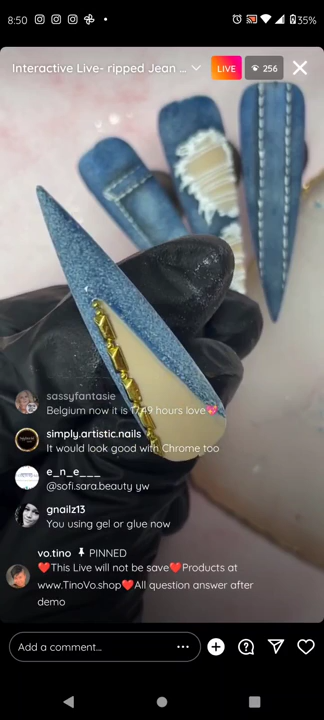 8:50
35%
Interactive Live- ripped Jean ...
LIVE
256
sassyfantasie
Belgium now it is 17.49 hours love💖
simply.artistic.nails
It would look good with Chrome too
e_n_e___
@sofi.sara.beauty yw
gnailz13
You using gel or glue now
vo.tino PINNED
❤️This Live will not be save❤️Products at
www.TinoVo.shop❤️All question answer after
demo
Add a comment...